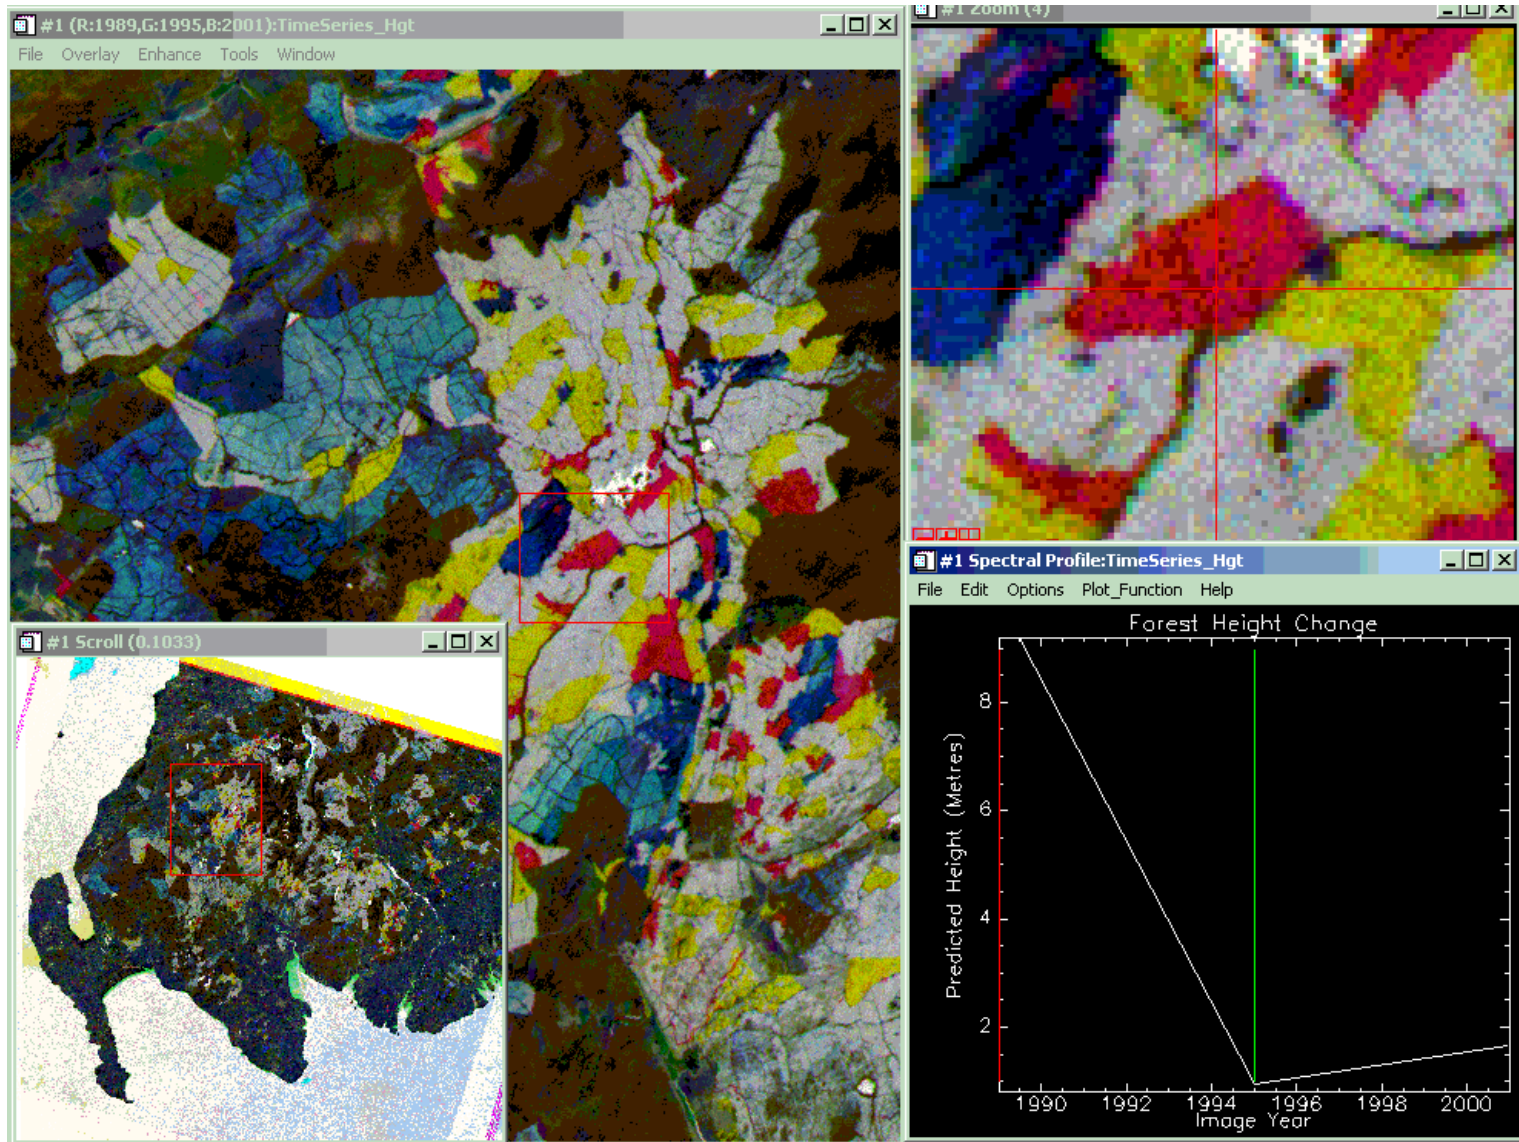 #1 (R:1989,G:1995,B:2001):TimeSeries_Hgt
File Overlay Enhance Tools Window
#1 Zoom (4)
#1 Scroll (0.1033)
#1 Spectral Profile:TimeSeries_Hgt
File Edit Options Plot_Function Help
Forest Height Change
Predicted Height (Metres)
8
6
4
2
1990 1992 1994 1996 1998 2000
Image Year